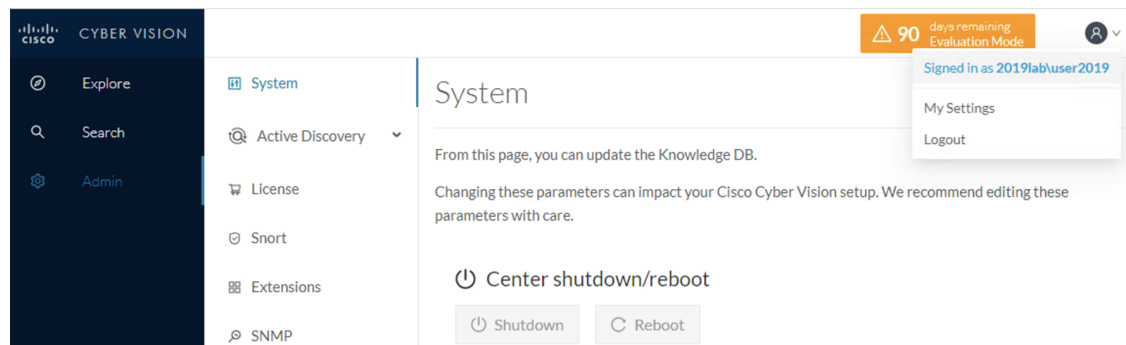 cisco CYBER VISION
90 days remaining
Evaluation Mode
Signed in as 2019lab\user2019
My Settings
Logout
Explore
Search
Admin
System
Active Discovery
License
Snort
Extensions
SNMP
System
From this page, you can update the Knowledge DB.
Changing these parameters can impact your Cisco Cyber Vision setup. We recommend editing these
parameters with care.
Center shutdown/reboot
Shutdown
Reboot